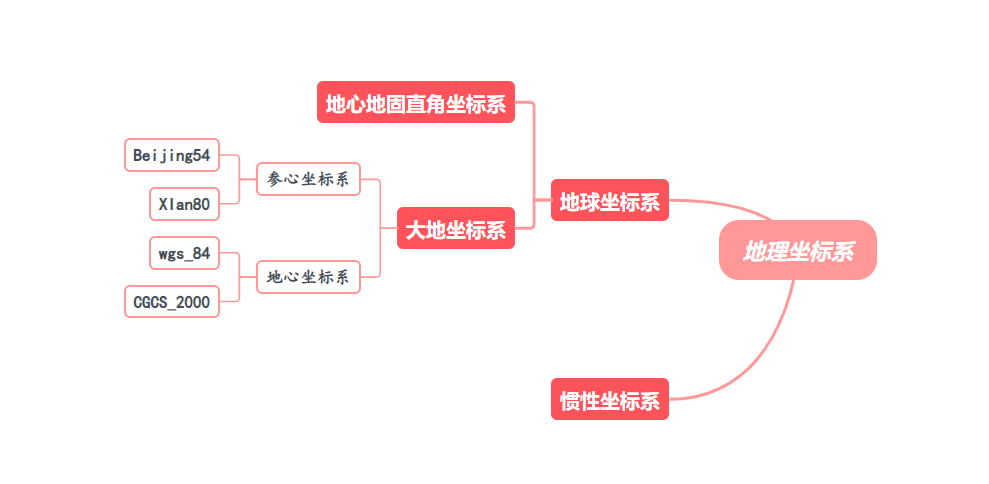 地心地固直角坐标系
Beijing54
参心坐标系
XIan80
地球坐标系
大地坐标系
地理坐标系
wgs_84
地心坐标系
CGCS_2000
惯性坐标系